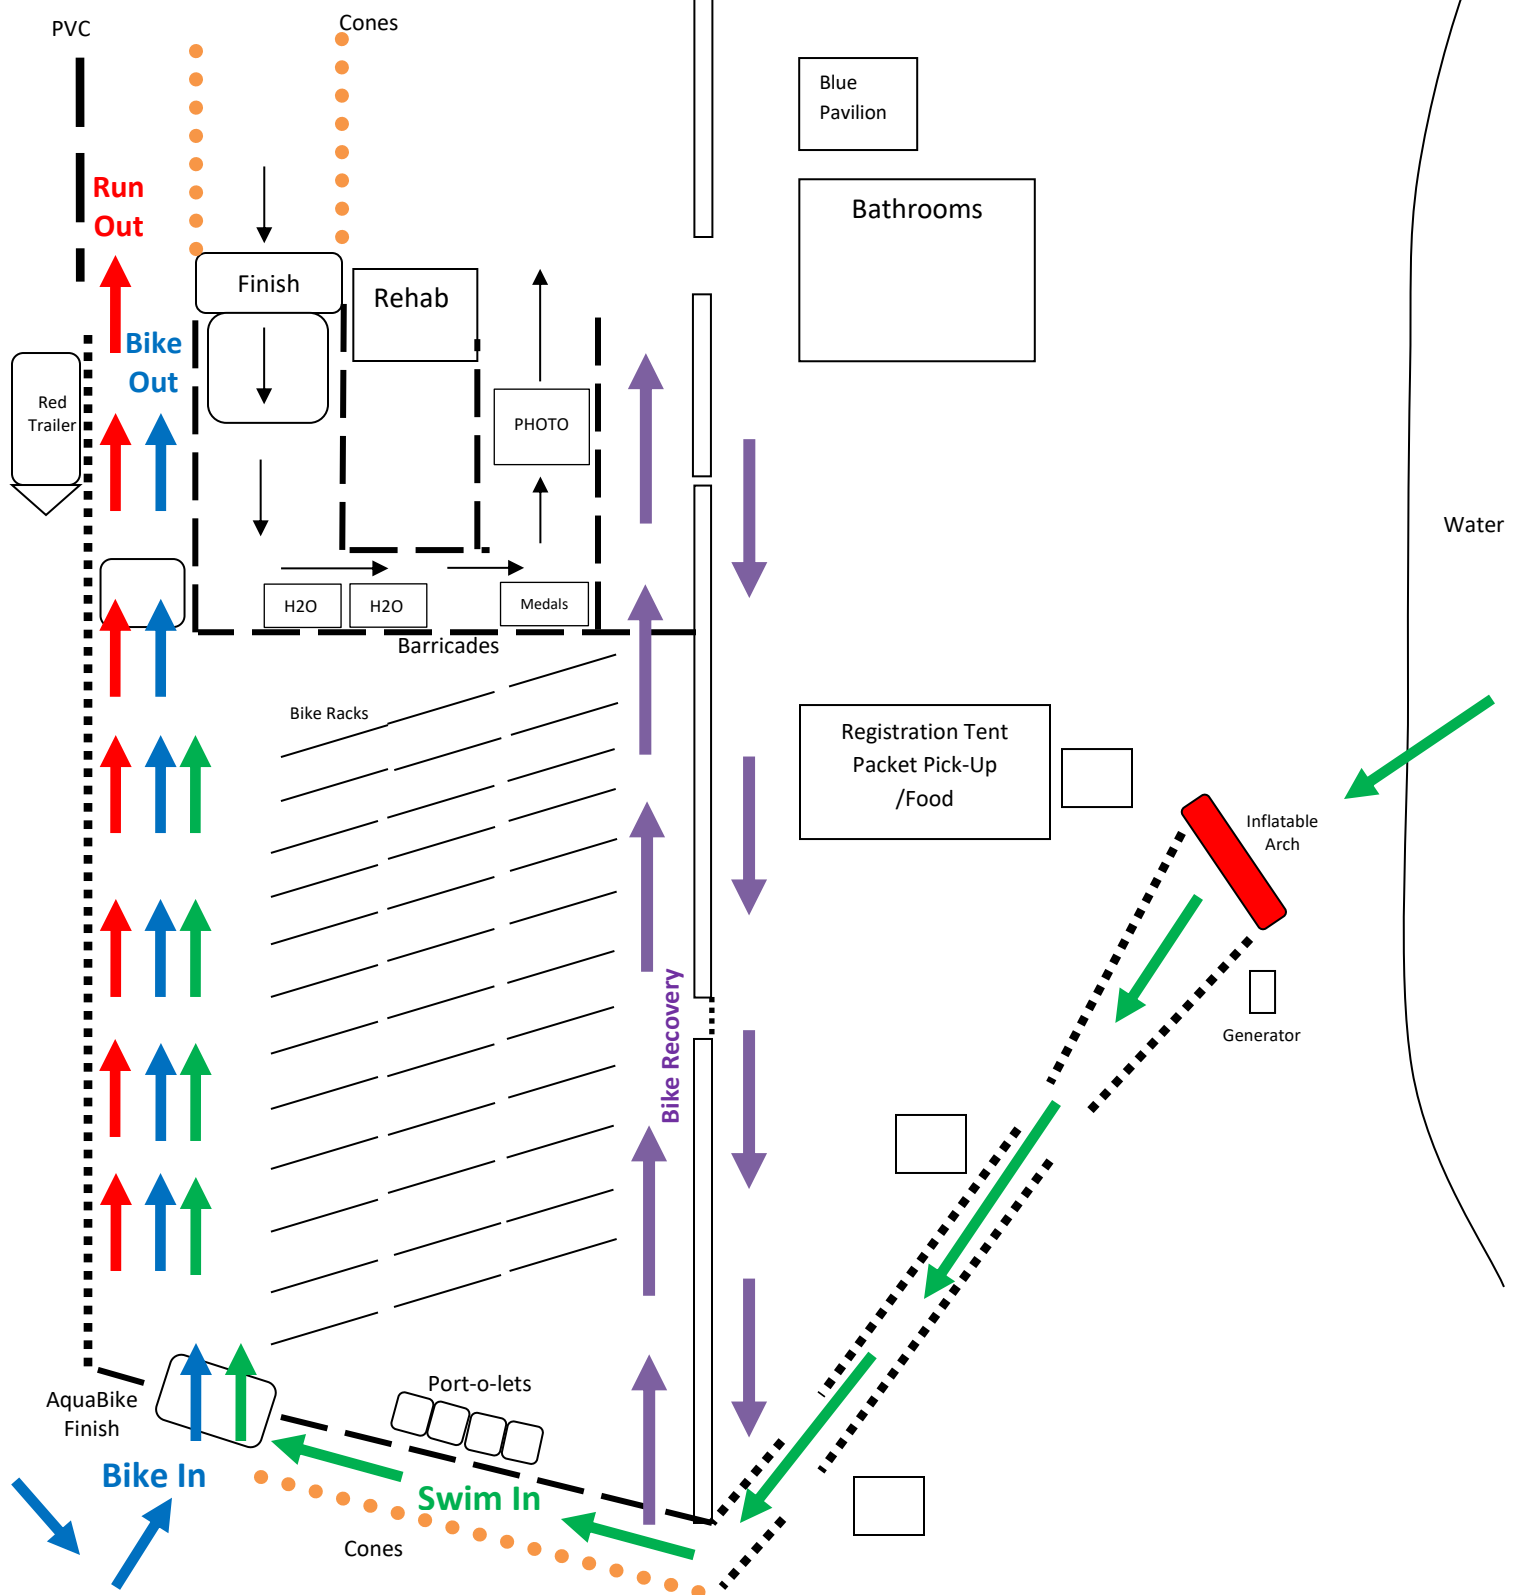 PVC
Cones
Blue
Pavilion
Run
Out
Bathrooms
Finish
Rehab
Bike
Out
Red
Trailer
PHOTO
Water
H2O
H2O
Medals
Barricades
Bike Racks
Registration Tent
Packet Pick-Up
/Food
Inflatable
Arch
Bike Recovery
Generator
Port-o-lets
AquaBike
Finish
Bike In
Swim In
Cones